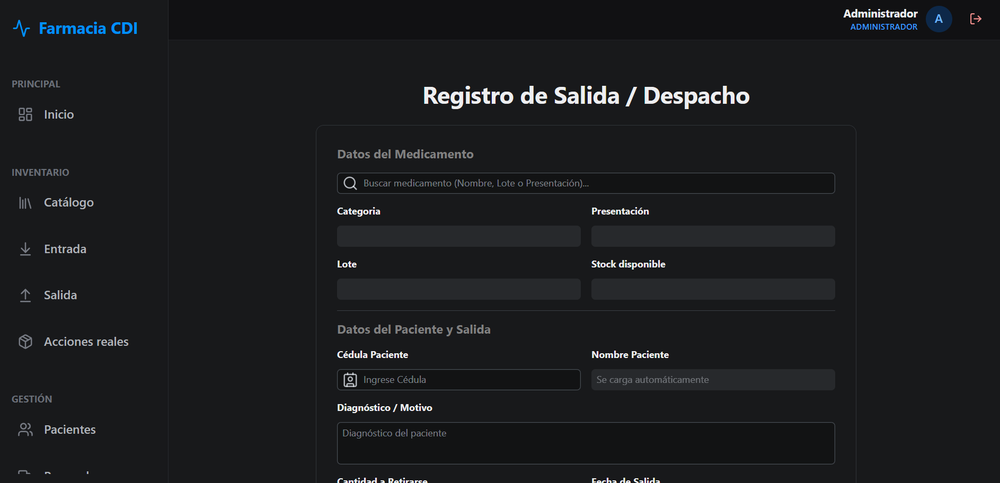 Farmacia CDI
Administrador
ADMINISTRADOR
A
PRINCIPAL
Inicio
INVENTARIO
Catálogo
Entrada
Salida
Acciones reales
GESTIÓN
Pacientes
Registro de Salida / Despacho
Datos del Medicamento
Buscar medicamento (Nombre, Lote o Presentación)...
Categoria
Presentación
Lote
Stock disponible
Datos del Paciente y Salida
Cédula Paciente
Nombre Paciente
Ingrese Cédula
Se carga automáticamente
Diagnóstico / Motivo
Diagnóstico del paciente
Cantidad a Retirarse
Fecha de Salida